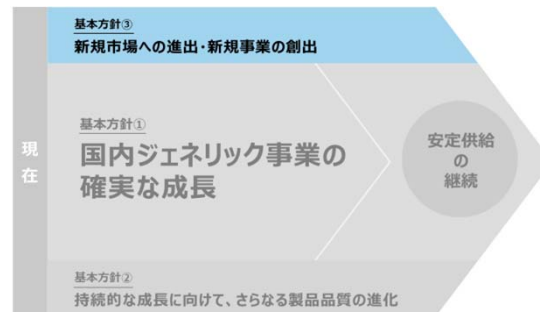 基本方針③
新規市場への進出・新規事業の創出
現
在
基本方針①
国内ジェネリック事業の
確実な成長
安定供給
の
継続
基本方針②
持続的な成長に向けて、さらなる製品品質の進化